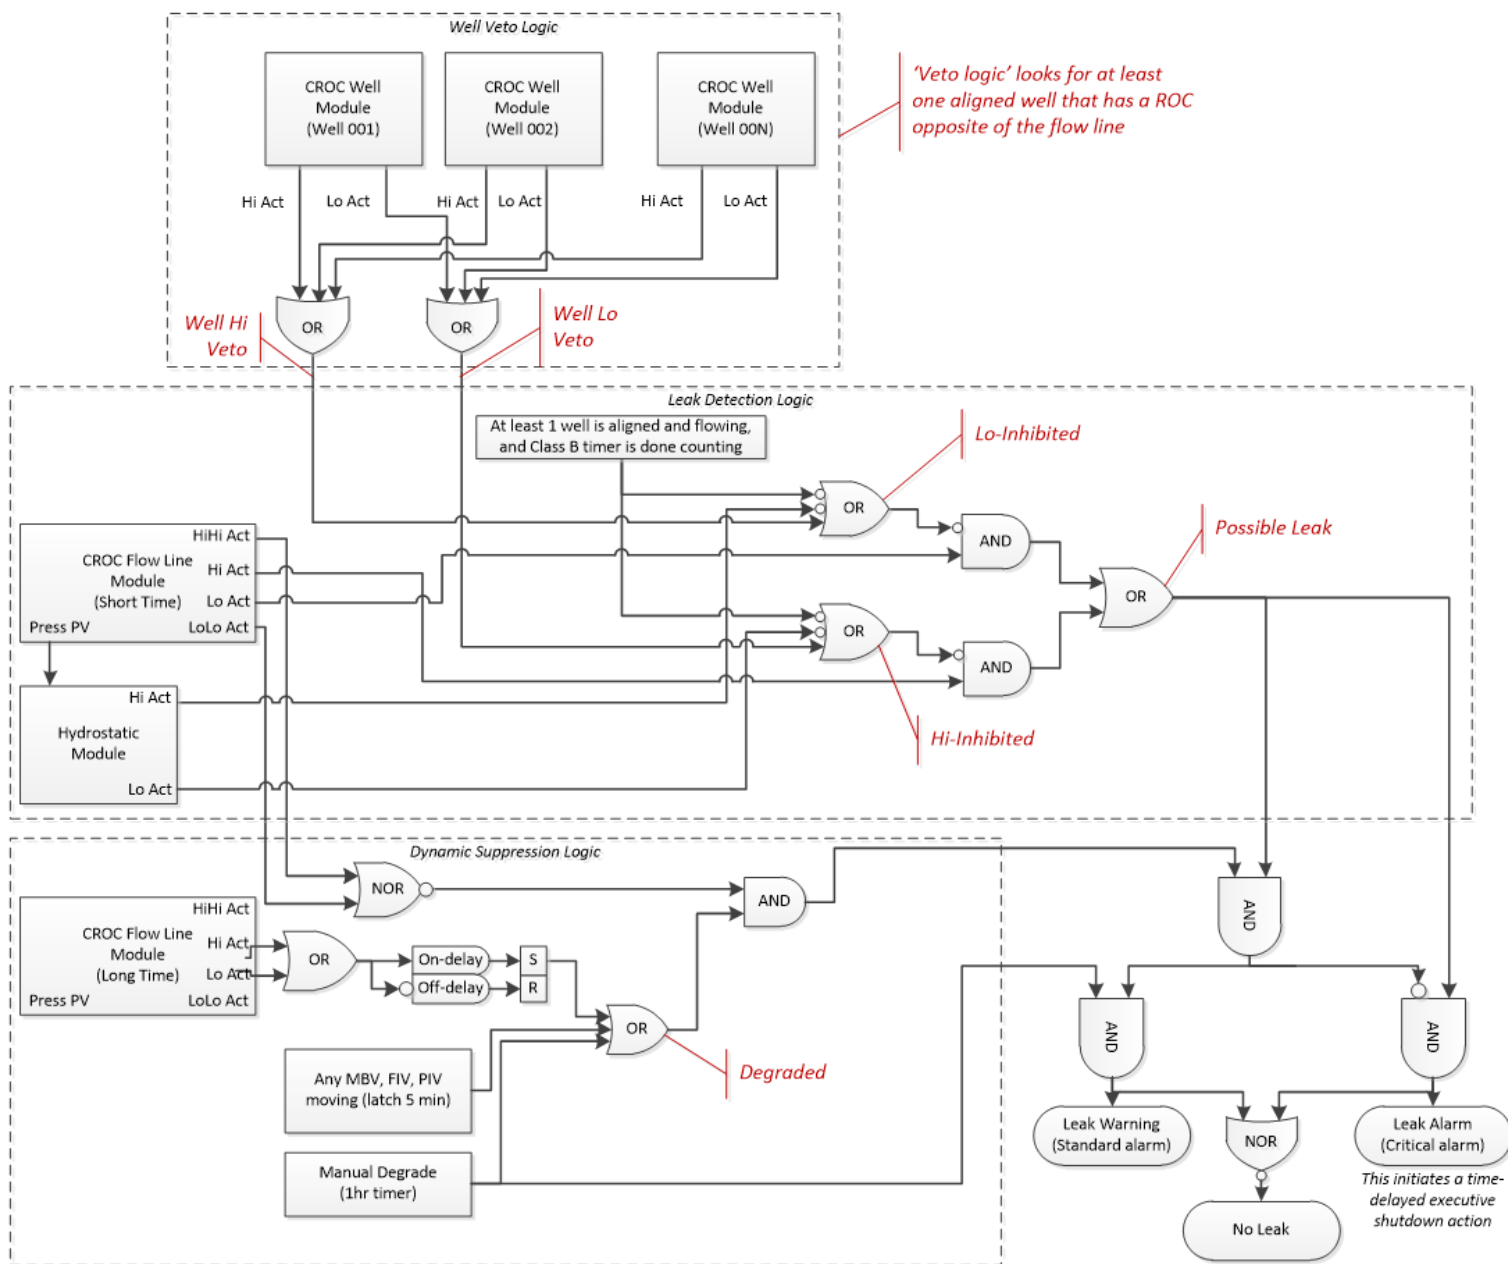 Well Veto Logic
CROC Well
Module
(Well 001)
CROC Well
Module
(Well 002)
CROC Well
Module
(Well 00N)
‘Veto logic’ looks for at least
one aligned well that has a ROC
opposite of the flow line
Hi Act
Lo Act
Hi Act
Lo Act
Hi Act
Lo Act
OR
OR
Well Hi
Veto
Well Lo
Veto
Leak Detection Logic
At least 1 well is aligned and flowing,
and Class B timer is done counting
Lo-Inhibited
OR
AND
Possible Leak
HiHi Act
CROC Flow Line
Module
(Short Time)
Hi Act
Lo Act
Press PV
LoLo Act
OR
OR
AND
Hi Act
Hydrostatic
Module
Lo Act
Hi-Inhibited
Dynamic Suppression Logic
NOR
AND
AND
HiHi Act
CROC Flow Line
Module
(Long Time)
Hi Act
Lo Act
Press PV
LoLo Act
OR
On-delay
S
Off-delay
R
OR
Degraded
AND
AND
Any MBV, FIV, PIV
moving (latch 5 min)
Manual Degrade
(1hr timer)
Leak Warning
(Standard alarm)
NOR
Leak Alarm
(Critical alarm)
This initiates a time-
delayed executive
shutdown action
No Leak